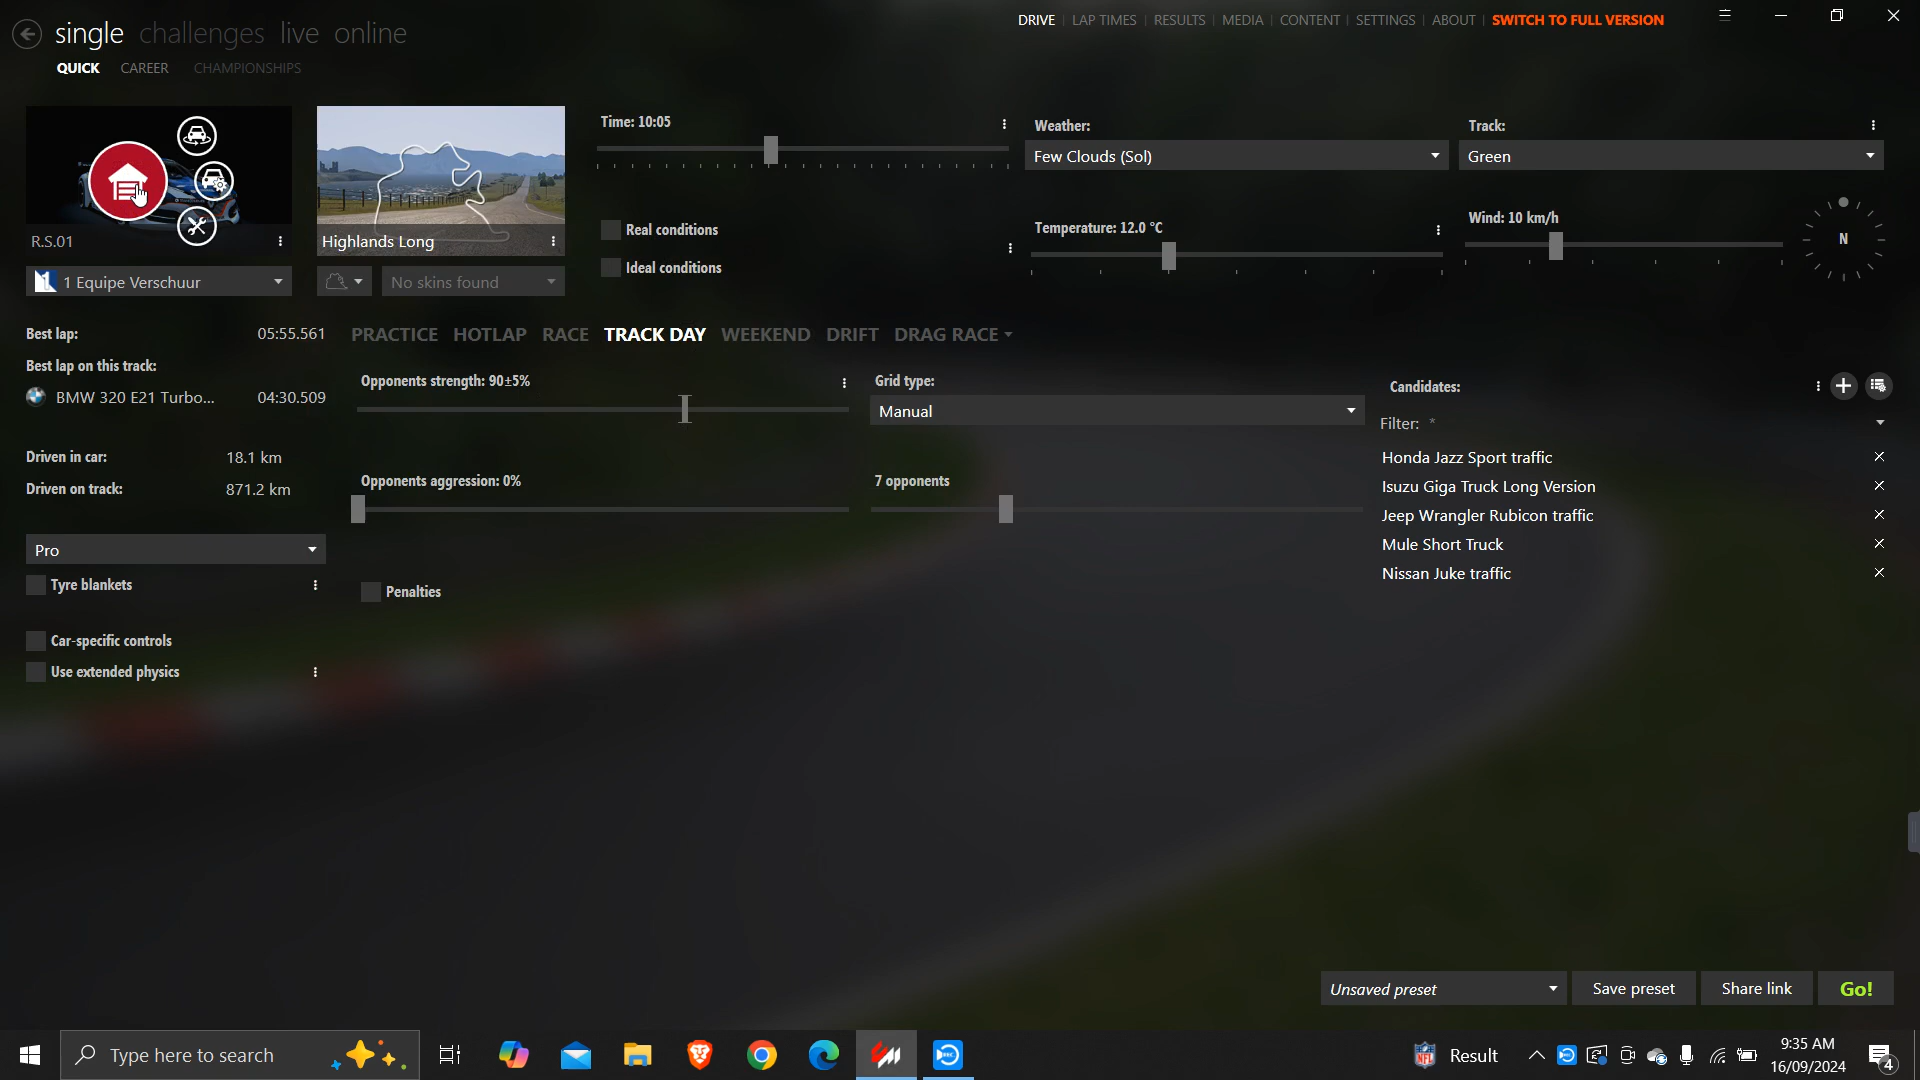 single challenges live online
DRIVE LAP TIMES RESULTS MEDIA CONTENT SETTINGS ABOUT SWITCH TO FULL VERSION
QUICK CAREER CHAMPIONSHIPS
R.S.01
1 Equipe Verschuur
Highlands Long
No skins found
Time: 10:05
Real conditions
Ideal conditions
Weather:
Few Clouds (Sol)
Temperature: 12.0 °C
Track:
Green
Wind: 10 km/h
N
Best lap: 05:55.561
Best lap on this track:
BMW 320 E21 Turbo... 04:30.509
Driven in car: 18.1 km
Driven on track: 871.2 km
Pro
Tyre blankets
Car-specific controls
Use extended physics
PRACTICE HOTLAP RACE TRACK DAY WEEKEND DRIFT DRAG RACE
Opponents strength: 90±5%
Opponents aggression: 0%
Penalties
Grid type:
Manual
7 opponents
Candidates:
Filter: *
Honda Jazz Sport traffic
Isuzu Giga Truck Long Version
Jeep Wrangler Rubicon traffic
Mule Short Truck
Nissan Juke traffic
Unsaved preset Save preset Share link Go!
Type here to search
Result
9:35 AM
16/09/2024
4